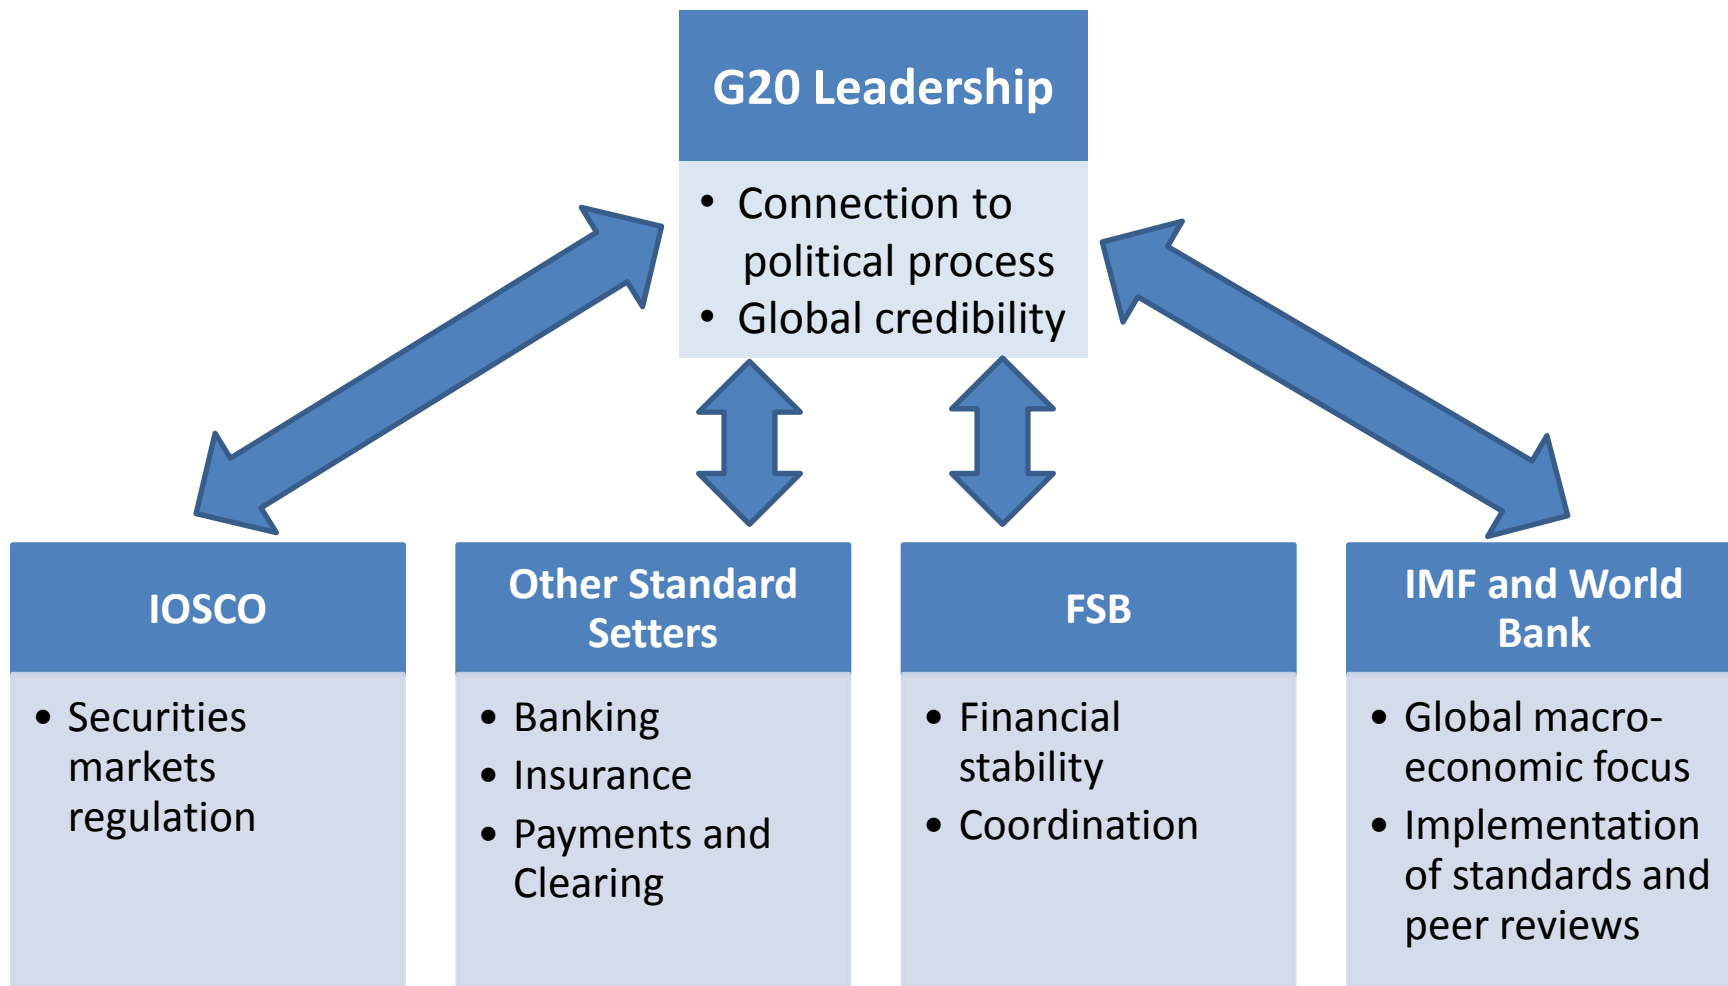 G20 Leadership
• Connection to
political process
• Global credibility
IOSCO
• Securities
markets
regulation
Other Standard
Setters
• Banking
• Insurance
• Payments and
Clearing
FSB
• Financial
stability
• Coordination
IMF and World
Bank
• Global macro-
economic focus
• Implementation
of standards and
peer reviews